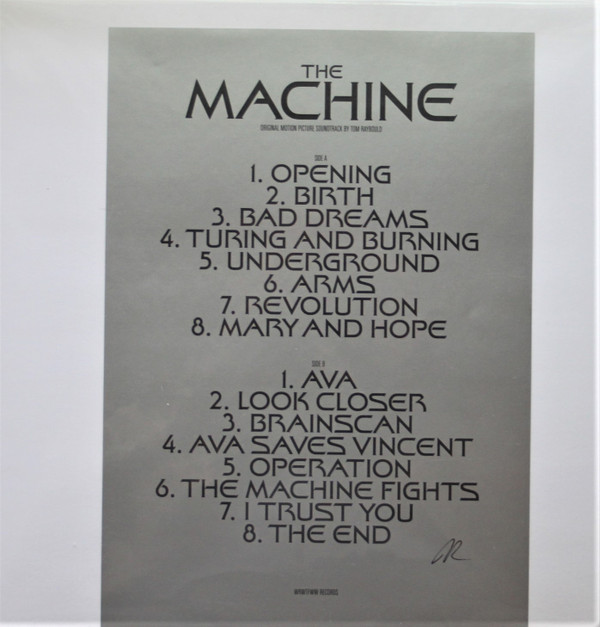 THE
MACHINE
ORIGINAL MOTION PICTURE SOUNDTRACK BY TOM RAYBOULD
SIDE A
1. OPENING
2. BIRTH
3. BAD DREAMS
4. TURING AND BURNING
5. UNDERGROUND
6. ARMS
7. REVOLUTION
8. MARY AND HOPE
SIDE B
1. AVA
2. LOOK CLOSER
3. BRAINSCAN
4. AVA SAVES VINCENT
5. OPERATION
6. THE MACHINE FIGHTS
7. I TRUST YOU
8. THE END
RECORDS